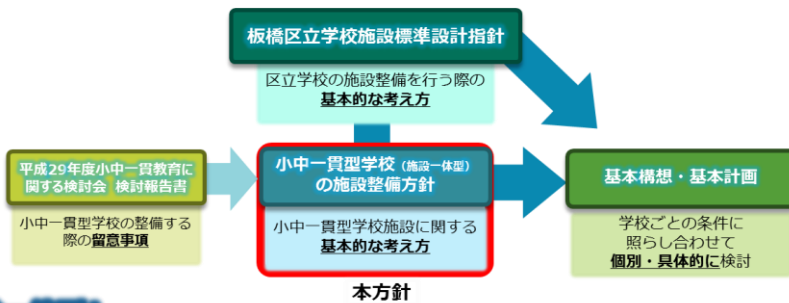 板橋区立学校施設標準設計指針
区立学校の施設整備を行う際の
基本的な考え方
平成29年度小中一貫教育に
関する検討会 検討報告書
小中一貫型学校の整備する
際の留意事項
小中一貫型学校（施設一体型）
の施設整備方針
小中一貫型学校施設に関する
基本的な考え方
本方針
基本構想・基本計画
学校ごとの条件に
照らし合わせて
個別・具体的に検討